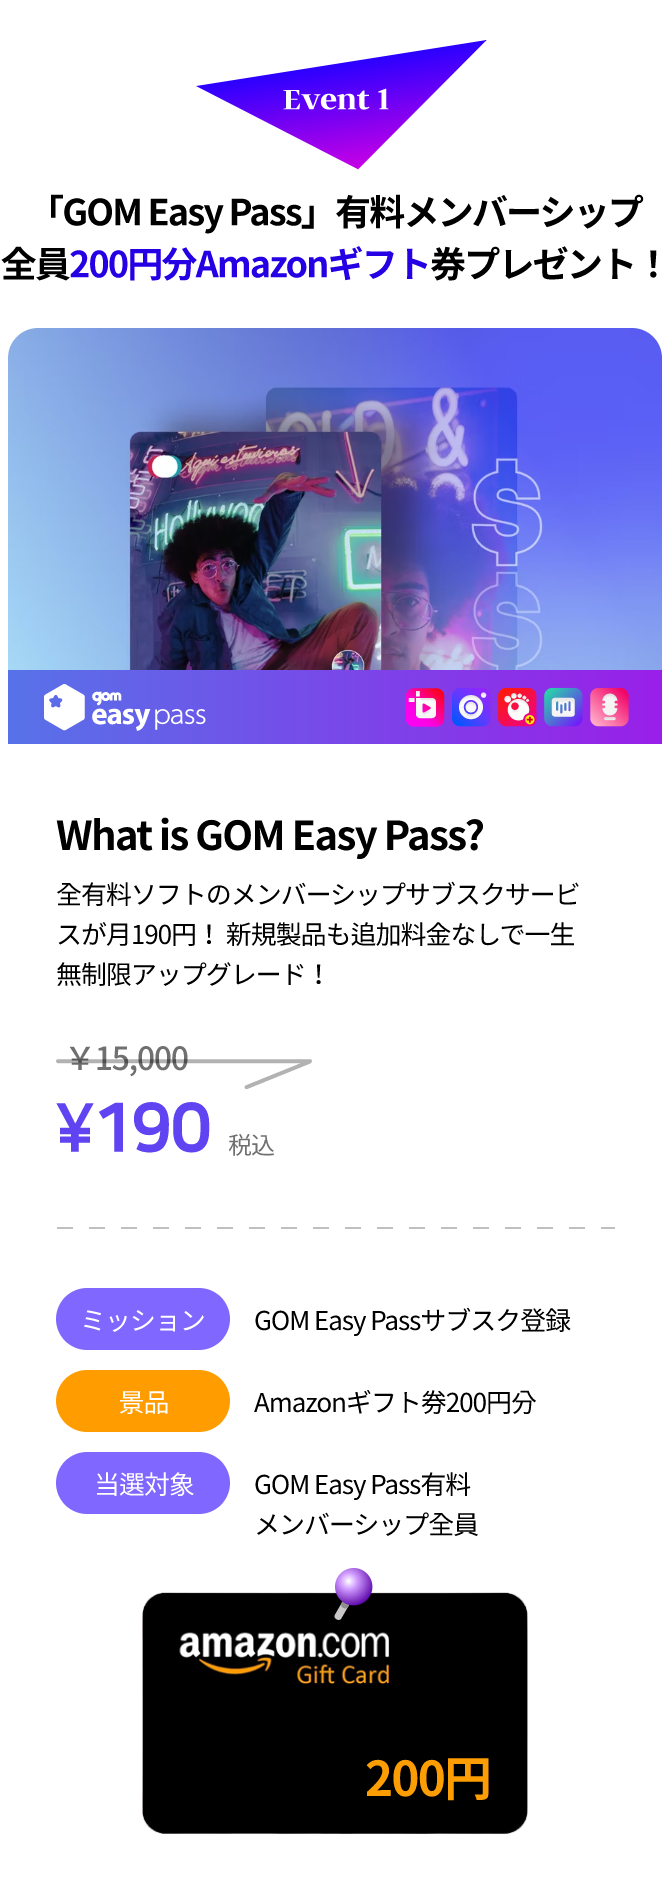 Event 1
「GOM Easy Pass」有料メンバーシップ
全員200円分Amazonギフト券プレゼント！
OLD &
Aqui estuvieras
Hollywoo
$
$
gom
easy pass
What is GOM Easy Pass?
全有料ソフトのメンバーシップサブスクサービ
スが月190円！ 新規製品も追加料金なしで一生
無制限アップグレード！
￥15,000
¥190 税込
ミッション GOM Easy Passサブスク登録
景品 Amazonギフト券200円分
当選対象 GOM Easy Pass有料
メンバーシップ全員
amazon.com
Gift Card
200円